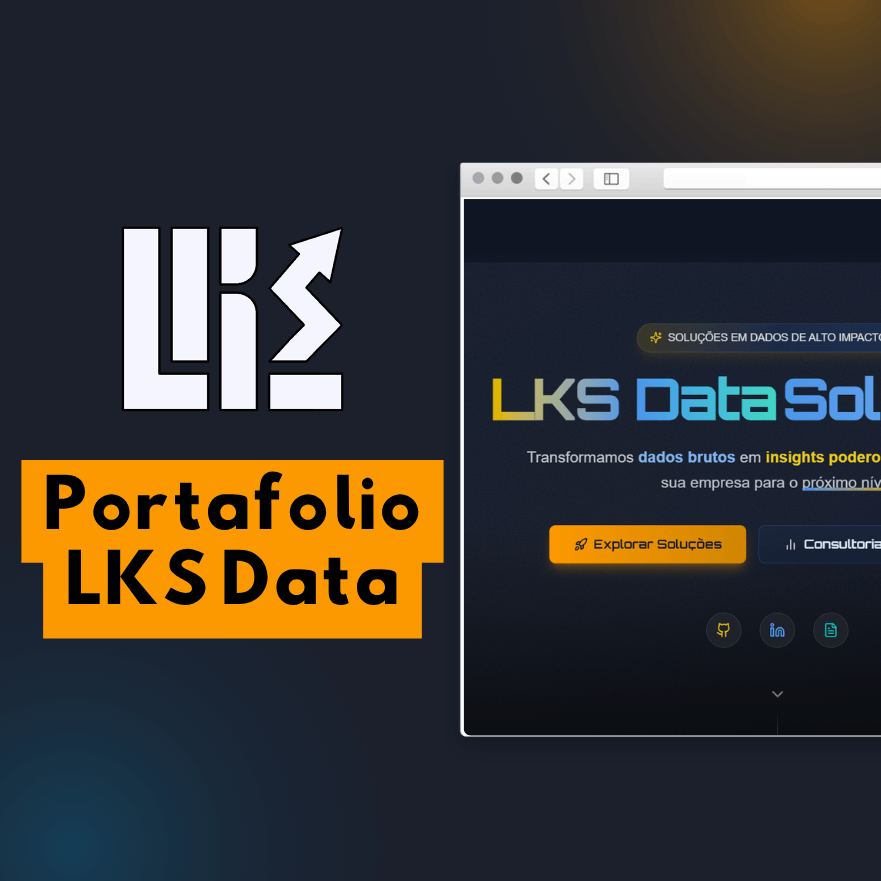 LKS
Portafolio
LKS Data
SOLUÇÕES EM DADOS DE ALTO IMPACTO
LKS Data Sol
Transformamos dados brutos em insights podero
sua empresa para o próximo nív
Explorar Soluções
Consultoria